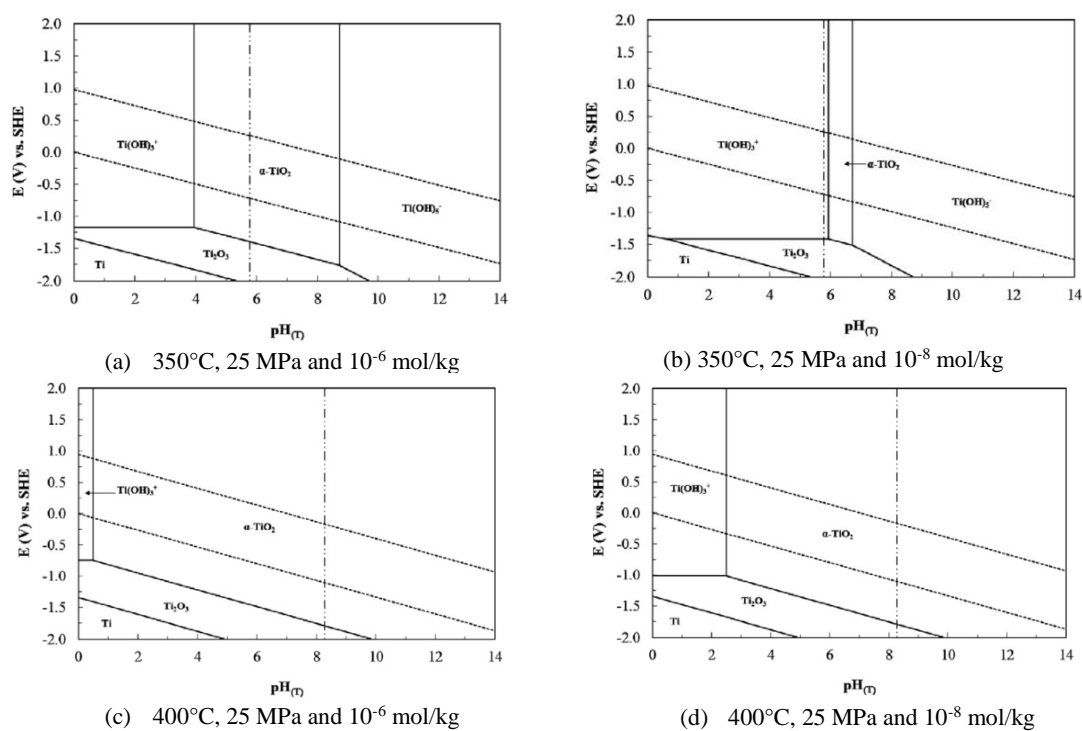 2.0
1.0
0.5
0.0
-0.5
-1.0
-1.5
-2.0
E (V) vs. SHE
Ti(OH)₃⁺
α-TiO₂
Ti(OH)₅⁻
Ti₂O₃
Ti
0 2 4 6 8 10 12 14
pH(T)
(a) 350°C, 25 MPa and 10⁻⁶ mol/kg
2.0
1.0
0.5
0.0
-0.5
-1.0
-1.5
-2.0
E (V) vs. SHE
Ti(OH)₃⁺
α-TiO₂
Ti(OH)₅⁻
Ti₂O₃
Ti
0 2 4 6 8 10 12 14
pH(T)
(b) 350°C, 25 MPa and 10⁻⁸ mol/kg
2.0
1.0
0.5
0.0
-0.5
-1.0
-1.5
-2.0
E (V) vs. SHE
Ti(OH)₃⁺
α-TiO₂
Ti₂O₃
Ti
0 2 4 6 8 10 12 14
pH(T)
(c) 400°C, 25 MPa and 10⁻⁶ mol/kg
2.0
1.0
0.5
0.0
-0.5
-1.0
-1.5
-2.0
E (V) vs. SHE
Ti(OH)₃⁺
α-TiO₂
Ti₂O₃
Ti
0 2 4 6 8 10 12 14
pH(T)
(d) 400°C, 25 MPa and 10⁻⁸ mol/kg